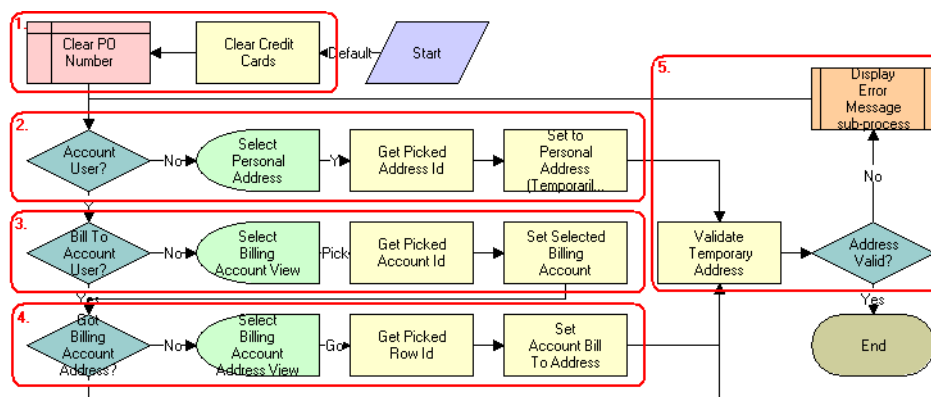 1.
Clear PO
Number
Clear Credit
Cards
Default
Start
5.
Display
Error
Message
sub-process
2.
Account
User?
No
Select
Personal
Address
Y
Get Picked
Address Id
Set to
Personal
Address
(Temporaril...
No
Y
3.
Bill To
Account
User?
No
Select
Billing
Account View
Pick
Get Picked
Account Id
Set Selected
Billing
Account
Validate
Temporary
Address
Address
Valid?
Yes
Yes
4.
Got
Billing
Account
Address?
No
Select
Billing
Account
Address View
Go
Get Picked
Row Id
Set
Account Bill
To Address
End